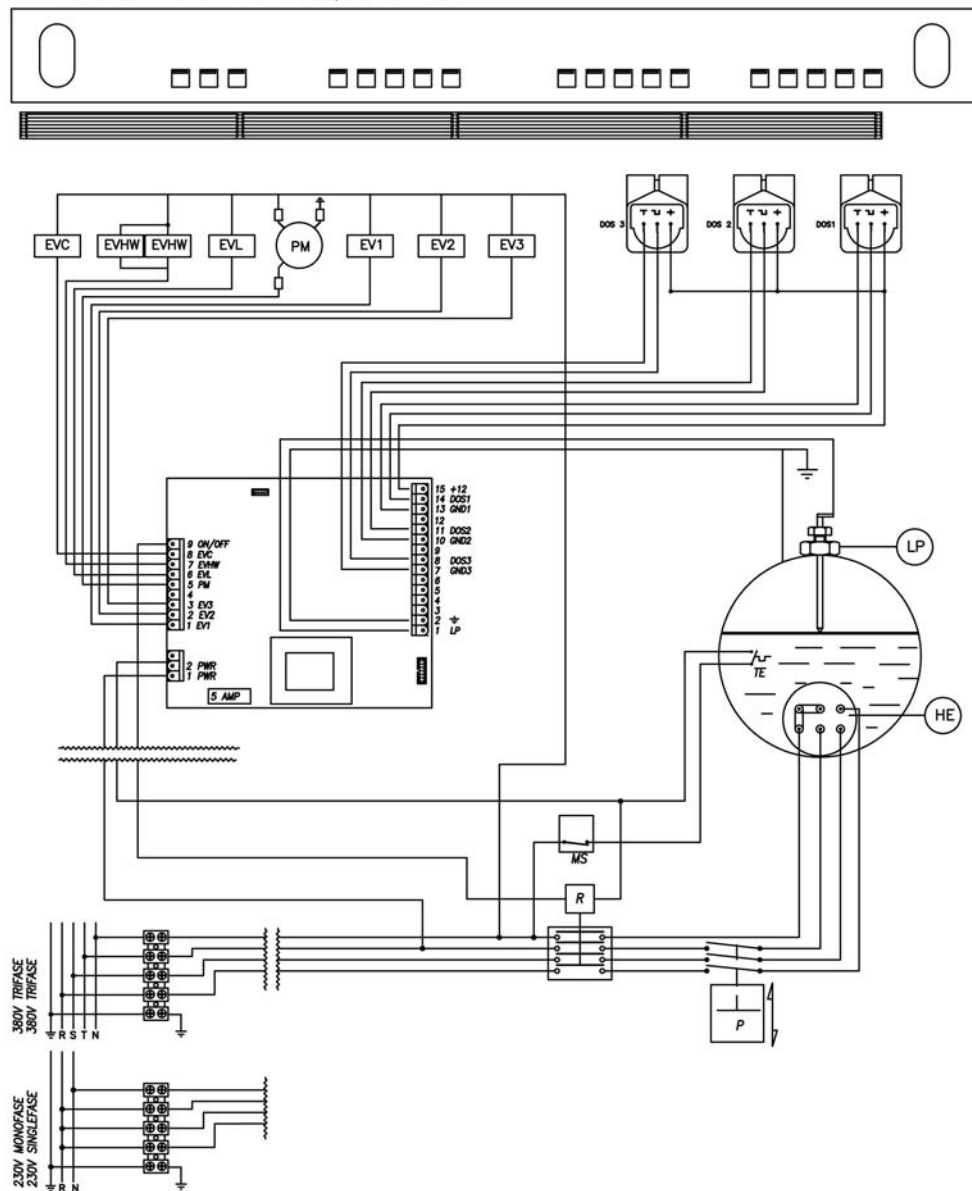 DOS 3
DOS 2
DOS1
EVC
EVHW
EVHW
EVL
PM
EV1
EV2
EV3
15 +12
14 DOS1
13 GND1
12
11 DOS2
10 GND2
9
8 DOS3
7 GND3
6
5
4
3
2
1 LP
9 ON/OFF
8 EVC
7 EVHW
6 EVL
5 PM
4
3 EV3
2 EV2
1 EV1
2 PWR
1 PWR
5 AMP
LP
TE
HE
MS
R
P
380V TRIFASE
380V TRIFASE
R S T N
230V MONOFASE
230V SINGLEFASE
R N